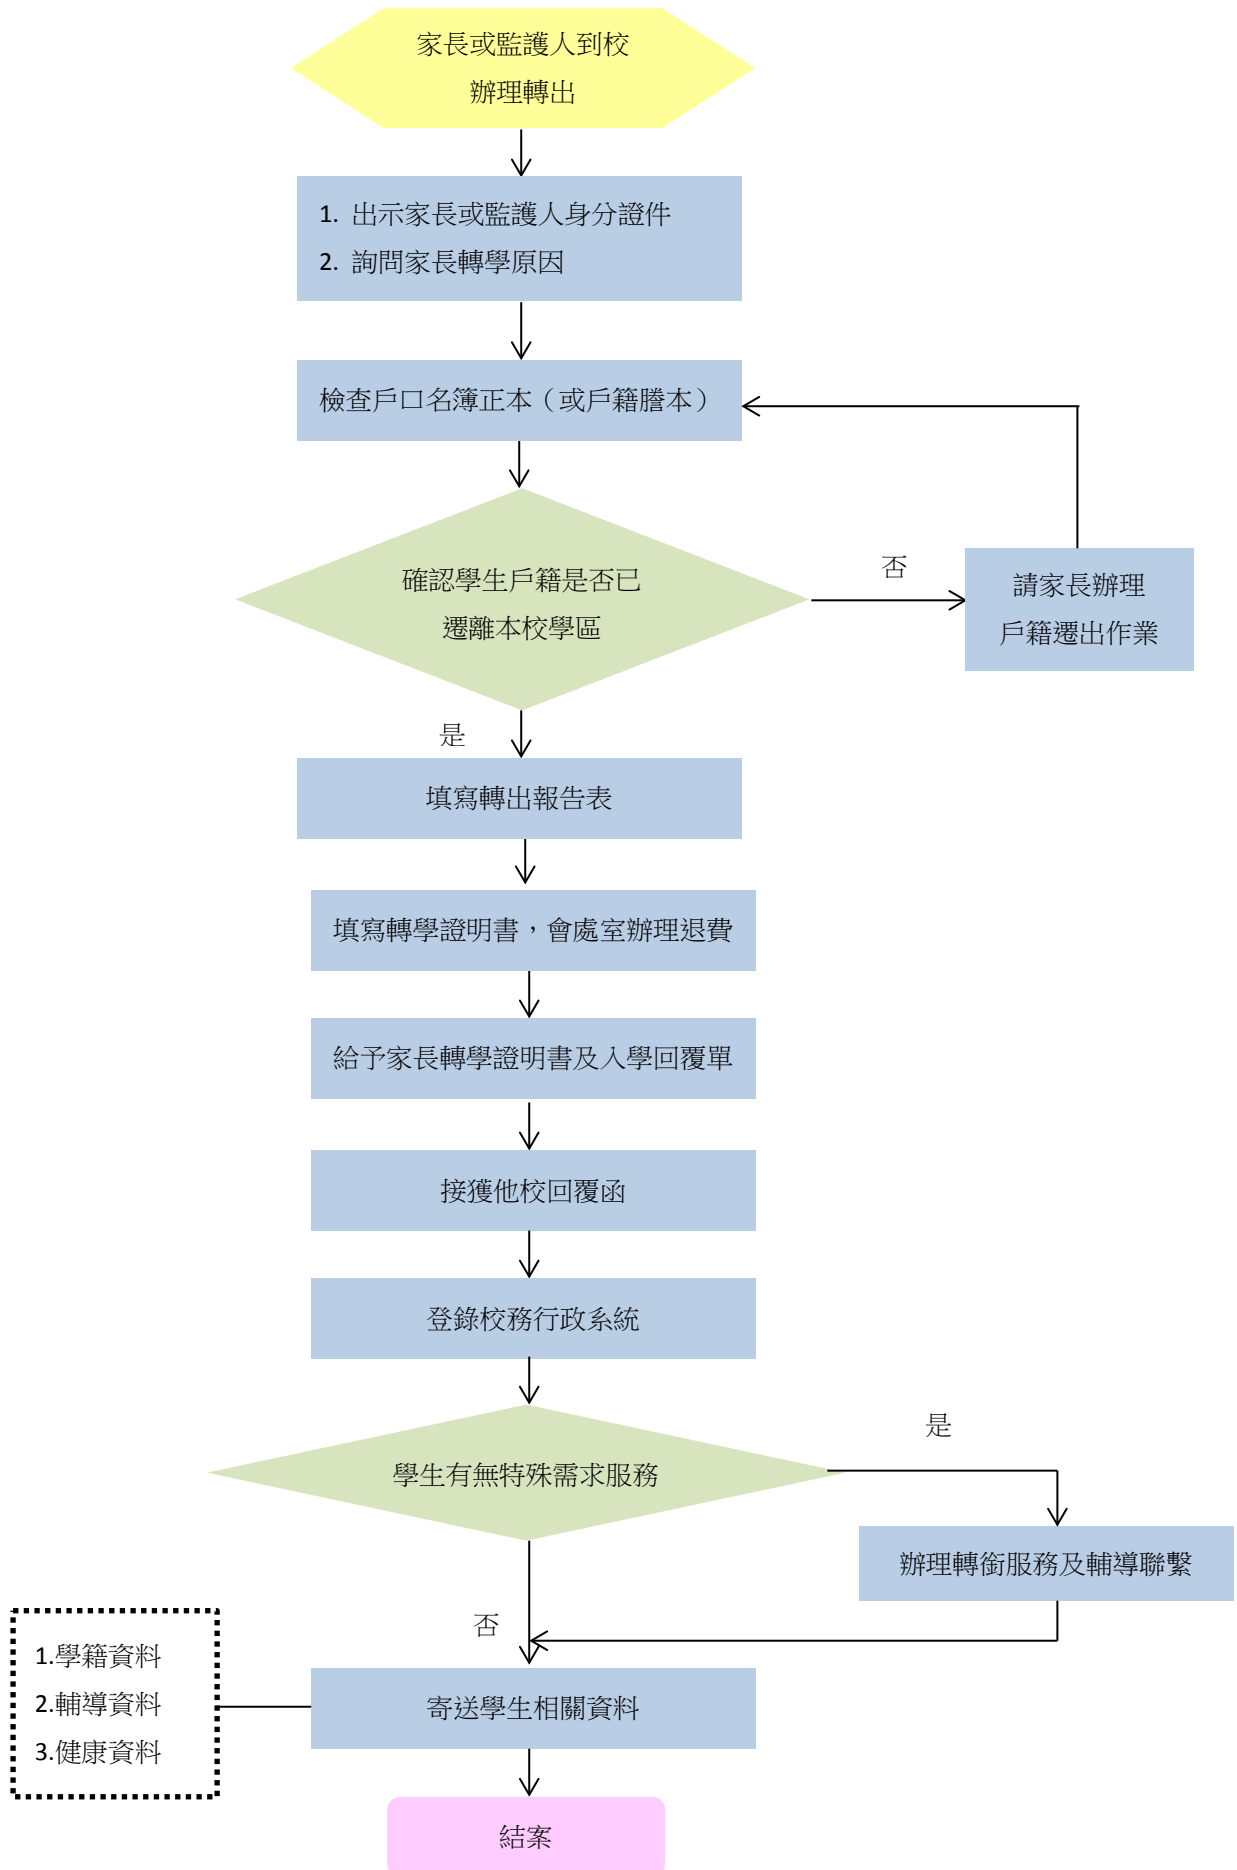 家長或監護人到校
辦理轉出
1. 出示家長或監護人身分證件
2. 詢問家長轉學原因
檢查戶口名簿正本（或戶籍謄本）
確認學生戶籍是否已
遷離本校學區
否
請家長辦理
戶籍遷出作業
是
填寫轉出報告表
填寫轉學證明書，會處室辦理退費
給予家長轉學證明書及入學回覆單
接獲他校回覆函
登錄校務行政系統
學生有無特殊需求服務
是
辦理轉銜服務及輔導聯繫
否
1.學籍資料
2.輔導資料
3.健康資料
寄送學生相關資料
結案